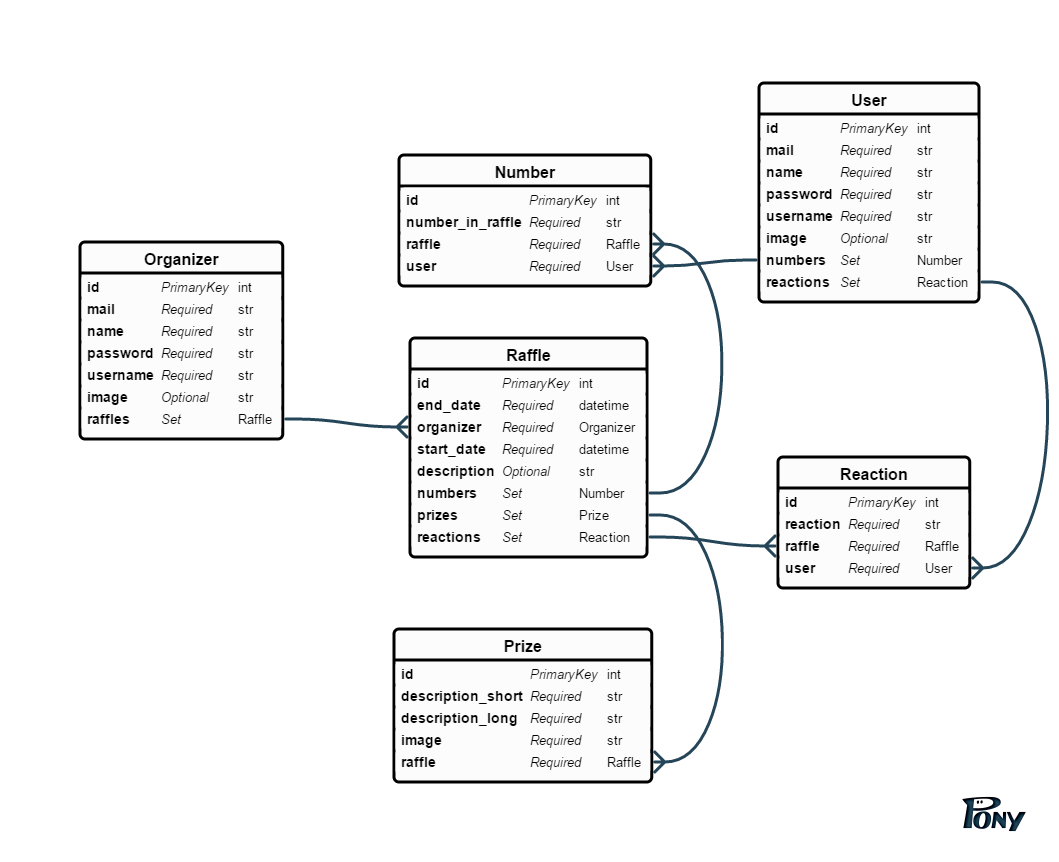 User
id PrimaryKey int
mail Required str
name Required str
password Required str
username Required str
image Optional str
numbers Set Number
reactions Set Reaction
Number
id PrimaryKey int
number_in_raffle Required str
raffle Required Raffle
user Required User
Organizer
id PrimaryKey int
mail Required str
name Required str
password Required str
username Required str
image Optional str
raffles Set Raffle
Raffle
id PrimaryKey int
end_date Required datetime
organizer Required Organizer
start_date Required datetime
description Optional str
numbers Set Number
prizes Set Prize
reactions Set Reaction
Reaction
id PrimaryKey int
reaction Required str
raffle Required Raffle
user Required User
Prize
id PrimaryKey int
description_short Required str
description_long Required str
image Required str
raffle Required Raffle
PONY